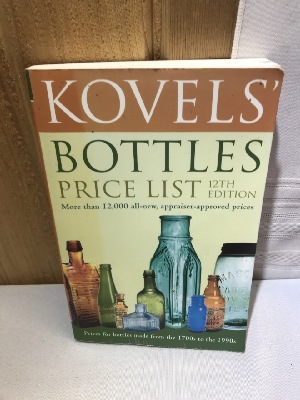 KOVELS'
BOTTLES
PRICE LIST 12TH EDITION
More than 12,000 all-new, appraiser-approved prices
MASON
Prices for bottles made from the 1700s to the 1990s